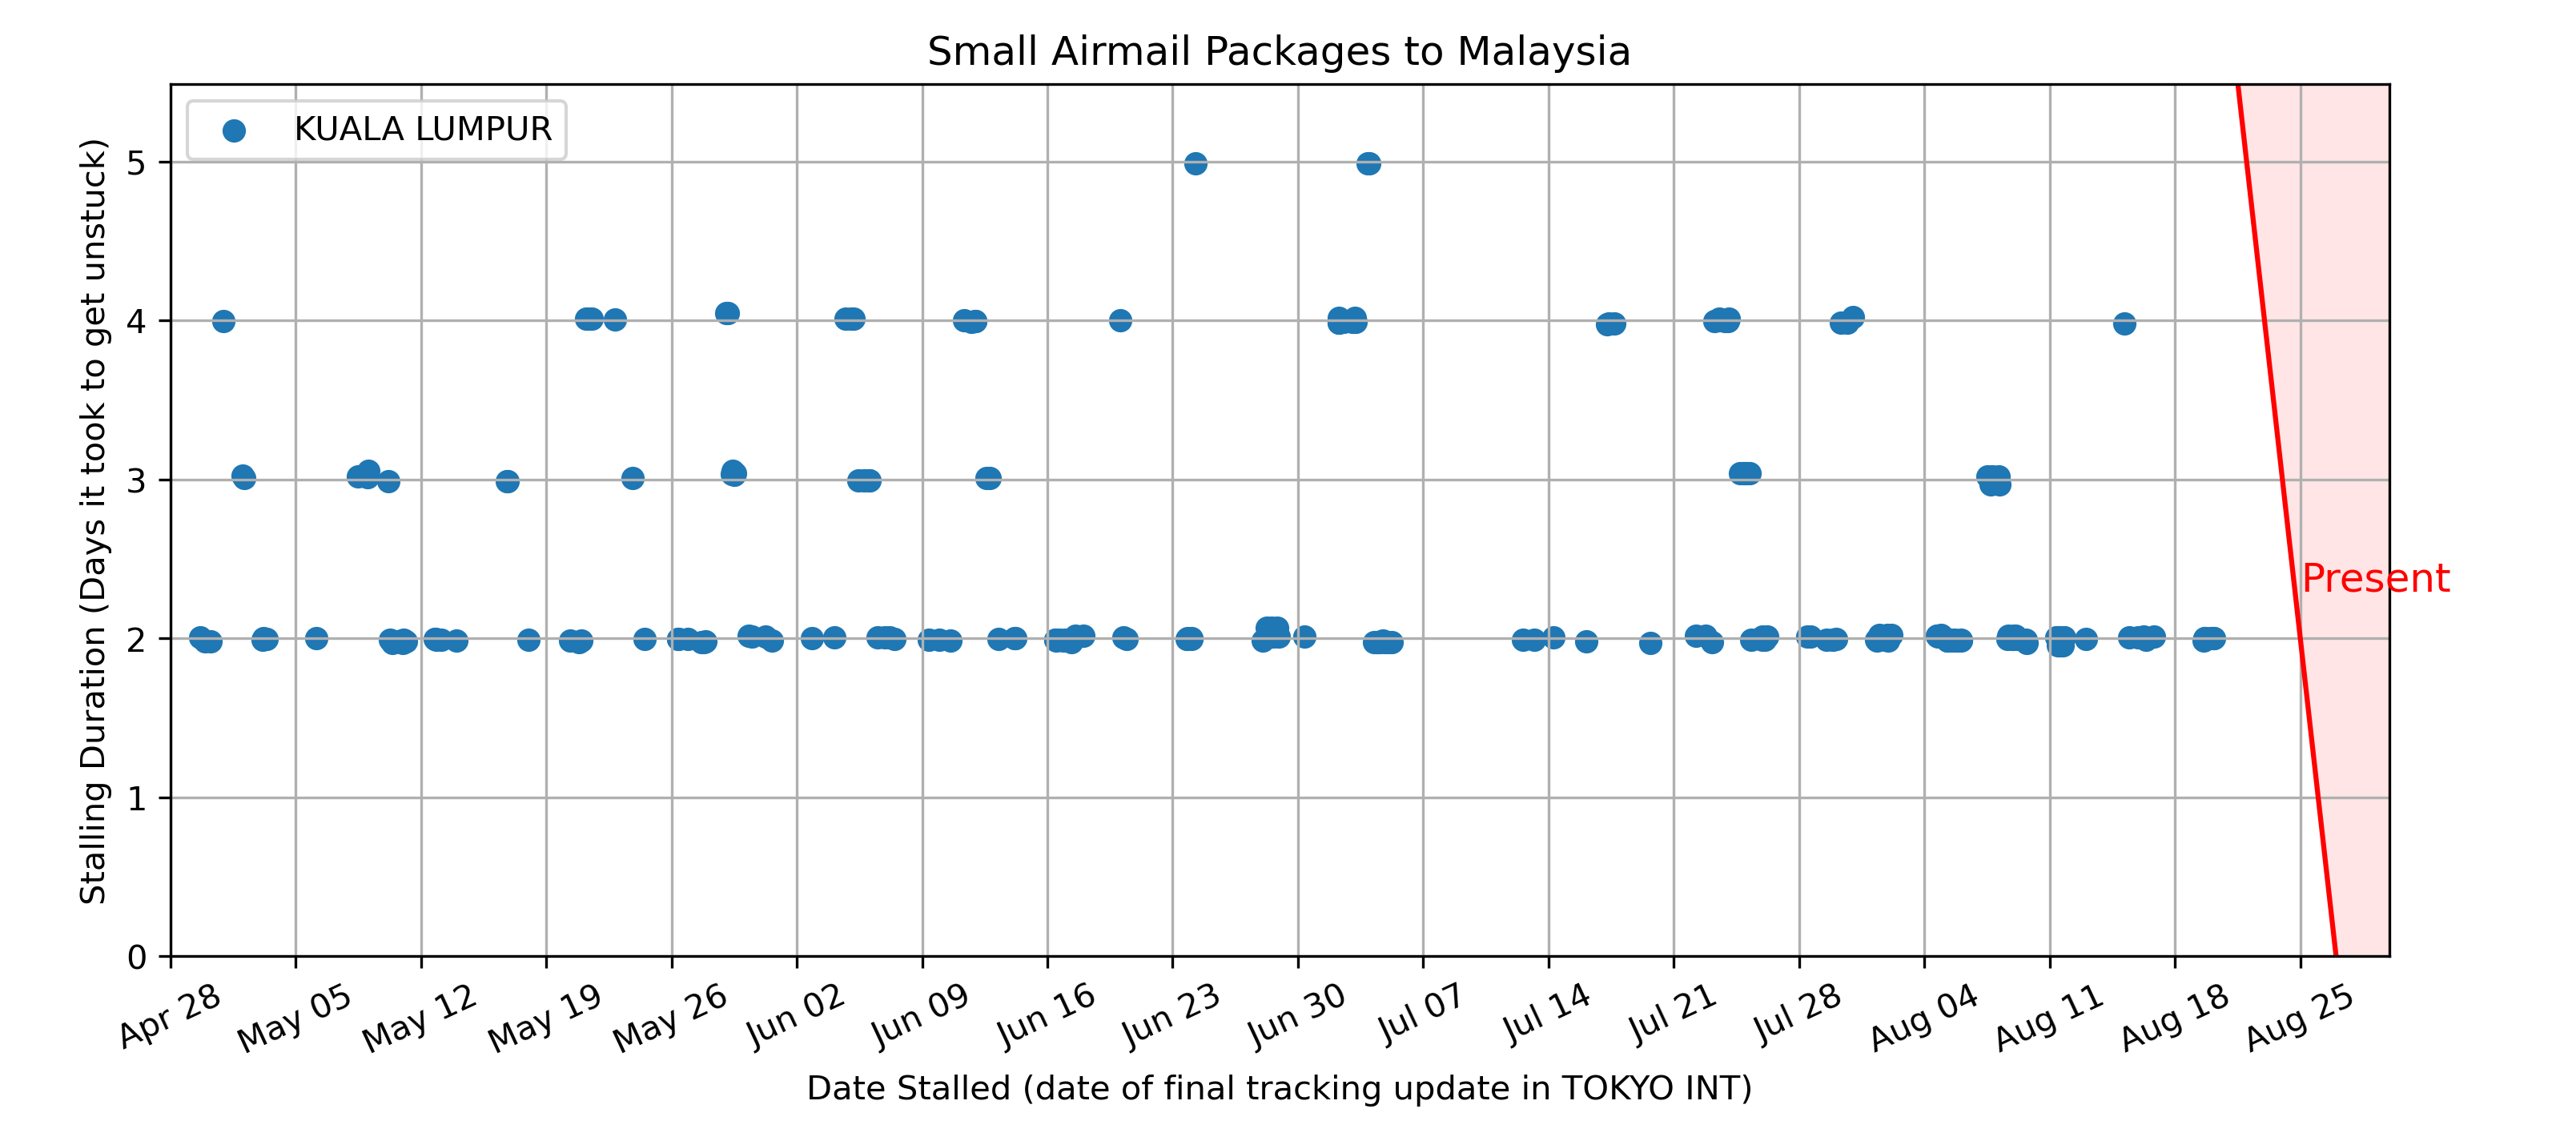 Small Airmail Packages to Malaysia
KUALA LUMPUR
Stalling Duration (Days it took to get unstuck)
5
4
3
2
1
0
Present
Apr 28
May 05
May 12
May 19
May 26
Jun 02
Jun 09
Jun 16
Jun 23
Jun 30
Jul 07
Jul 14
Jul 21
Jul 28
Aug 04
Aug 11
Aug 18
Aug 25
Date Stalled (date of final tracking update in TOKYO INT)